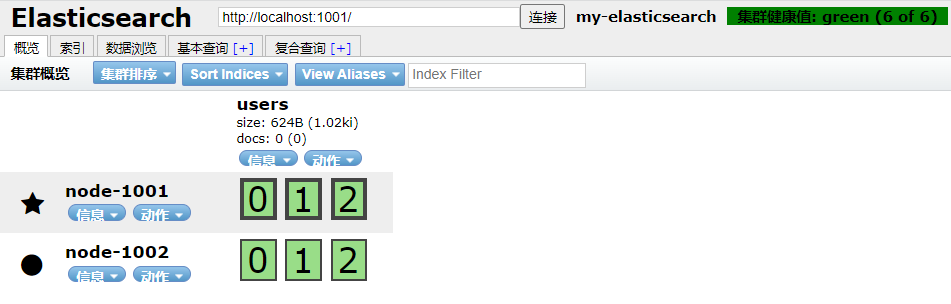 Elasticsearch http://localhost:1001/ 连接 my-elasticsearch 集群健康值: green (6 of 6)
概览 索引 数据浏览 基本查询 [+] 复合查询 [+]
集群概览 集群排序 Sort Indices View Aliases Index Filter
users
size: 624B (1.02ki)
docs: 0 (0)
信息 动作
node-1001 0 1 2
信息 动作
node-1002 0 1 2
信息 动作